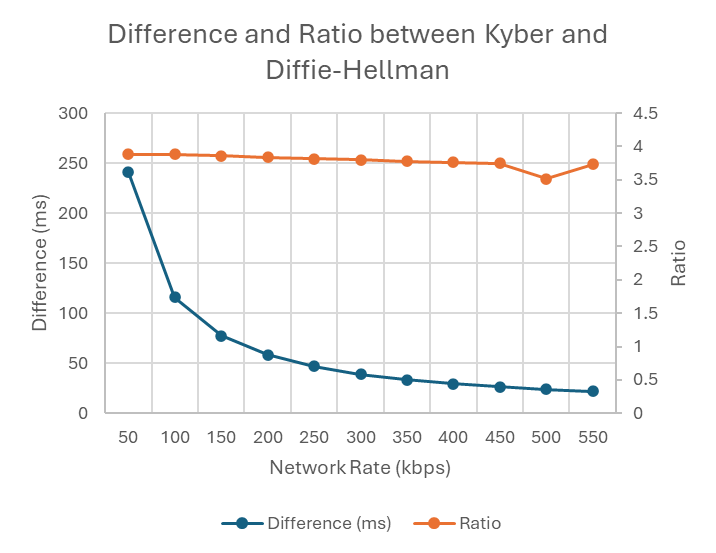 Difference and Ratio between Kyber and
Diffie-Hellman
300
250
200
150
100
50
0
Difference (ms)
4.5
4
3.5
3
2.5
2
1.5
1
0.5
0
Ratio
50 100 150 200 250 300 350 400 450 500 550
Network Rate (kbps)
Difference (ms) Ratio